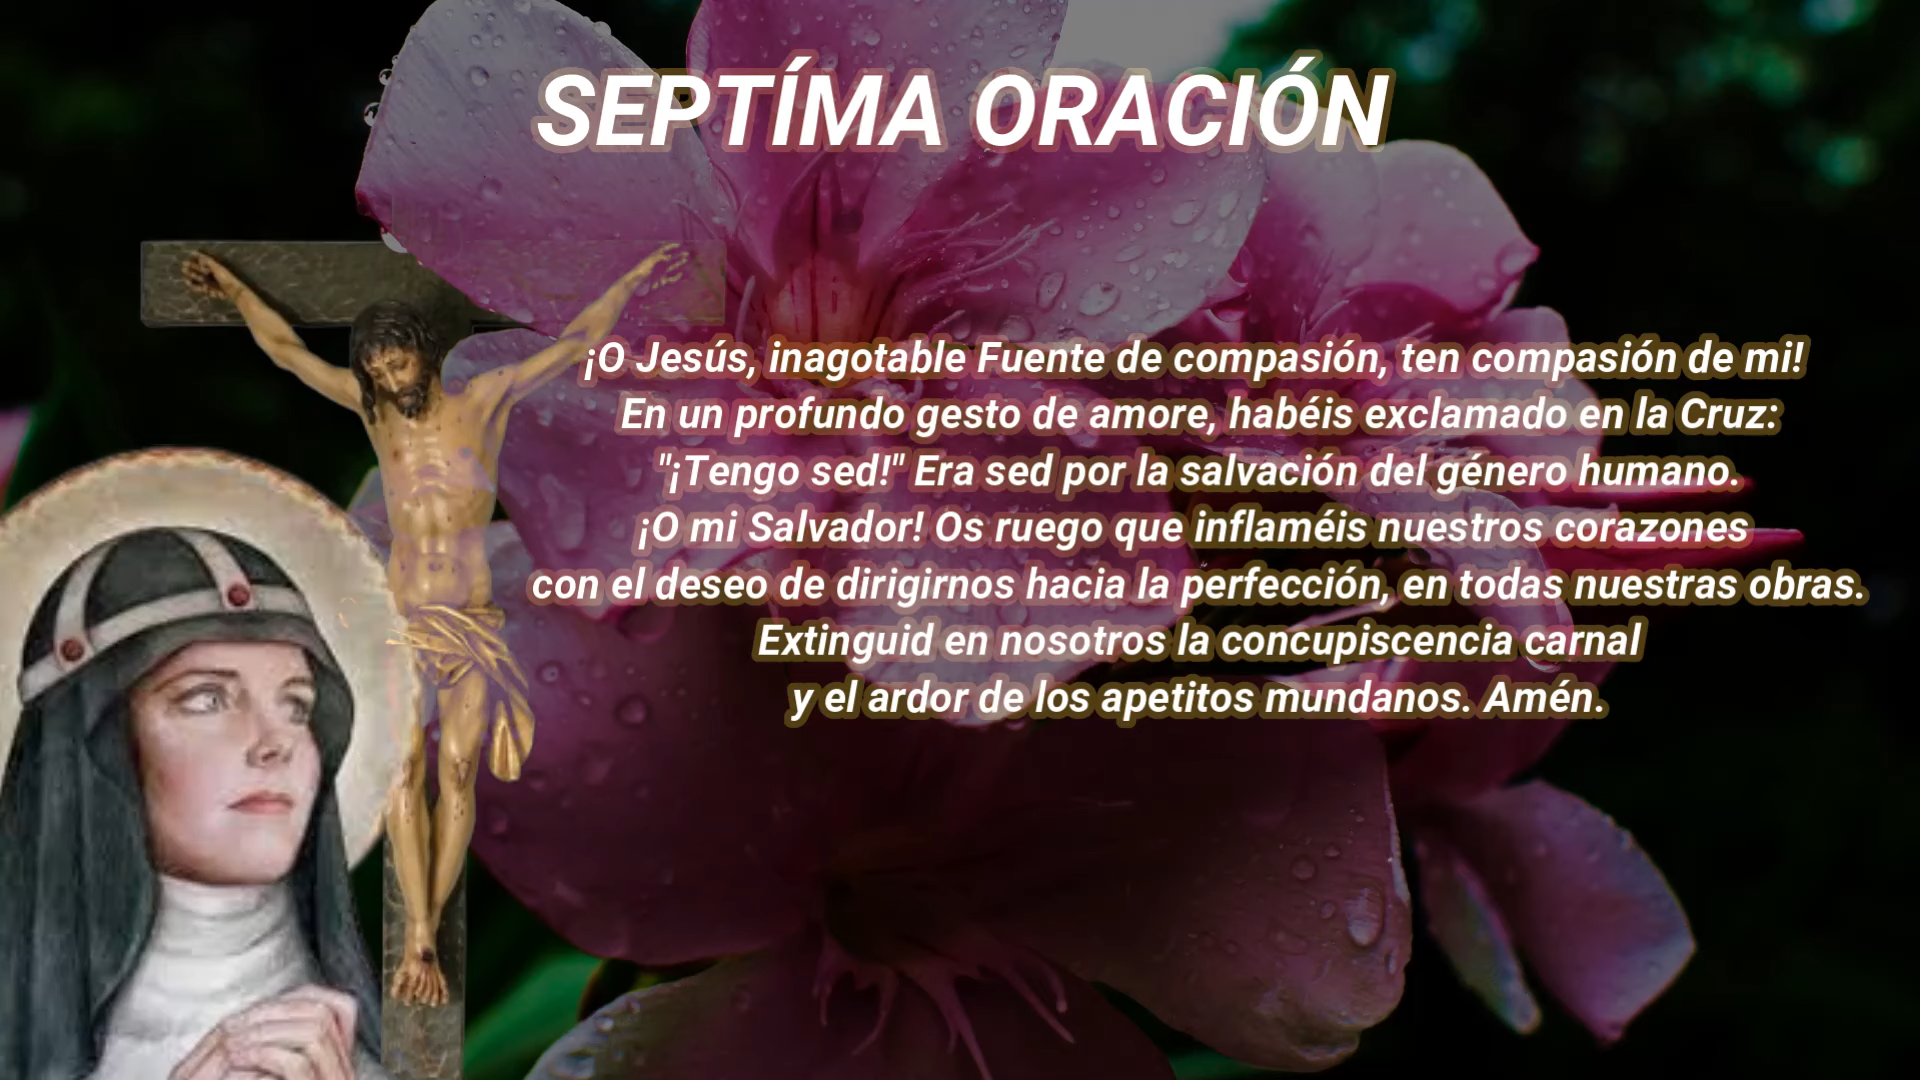 SEPTÍMA ORACIÓN
¡O Jesús, inagotable Fuente de compasión, ten compasión de mi!
En un profundo gesto de amore, habéis exclamado en la Cruz:
"¡Tengo sed!" Era sed por la salvación del género humano.
¡O mi Salvador! Os ruego que inflaméis nuestros corazones
con el deseo de dirigirnos hacia la perfección, en todas nuestras obras.
Extinguid en nosotros la concupiscencia carnal
y el ardor de los apetitos mundanos. Amén.